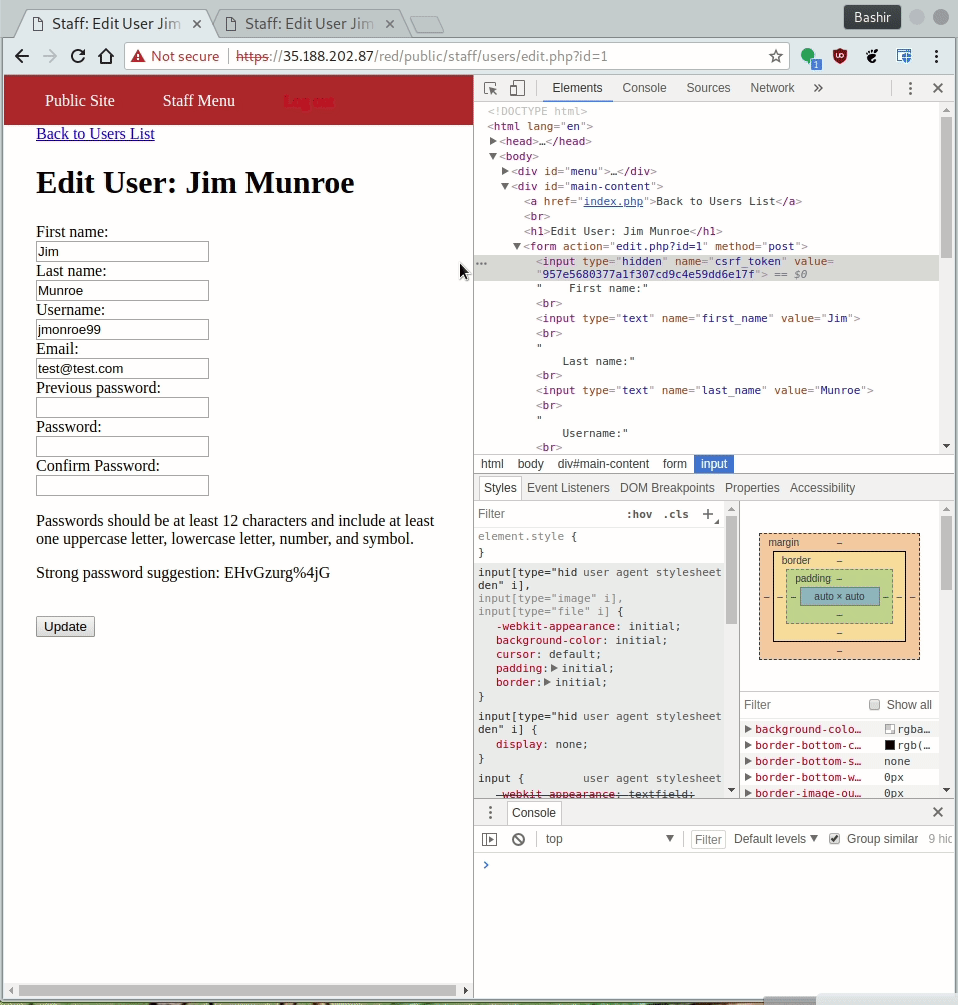 Staff: Edit User Jim
Staff: Edit User Jim
Bashir
Not secure
https://35.188.202.87/red/public/staff/users/edit.php?id=1
1
Public Site
Staff Menu
Log out
Back to Users List
Edit User: Jim Munroe
First name:
Jim
Last name:
Munroe
Username:
jmonroe99
Email:
test@test.com
Previous password:
Password:
Confirm Password:
Passwords should be at least 12 characters and include at least
one uppercase letter, lowercase letter, number, and symbol.
Strong password suggestion: EHvGzurg%4jG
Update
Elements
Console
Sources
Network
»
<!DOCTYPE html>
<html lang="en">
<head>…</head>
<body>
<div id="menu">…</div>
<div id="main-content">
<a href="index.php">Back to Users List</a>
<br>
<h1>Edit User: Jim Munroe</h1>
<form action="edit.php?id=1" method="post">
<input type="hidden" name="csrf_token" value=
"957e5680377a1f307cd9c4e59dd6e17f"> == $0
" First name:"
<br>
<input type="text" name="first_name" value="Jim">
<br>
"
Last name:"
<br>
<input type="text" name="last_name" value="Munroe">
<br>
"
Username:"
<br>
html body div#main-content form input
Styles Event Listeners DOM Breakpoints Properties Accessibility
Filter :hov .cls +
element.style {
}
input[type="hid user agent stylesheet
den" i],
input[type="image" i],
input[type="file" i] {
-webkit-appearance: initial;
background-color: initial;
cursor: default;
padding: initial;
border: initial;
}
input[type="hid user agent stylesheet
den" i] {
display: none;
}
input { user agent stylesheet
-webkit-appearance: textfield;
margin –
border –
padding –
– – – auto × auto – – –
–
–
–
Filter Show all
background-colo… rgba…
border-bottom-c… rgb(…
border-bottom-s… none
border-bottom-w… 0px
border-image-ou… 0px
Console
top Filter Default levels Group similar 9 hid